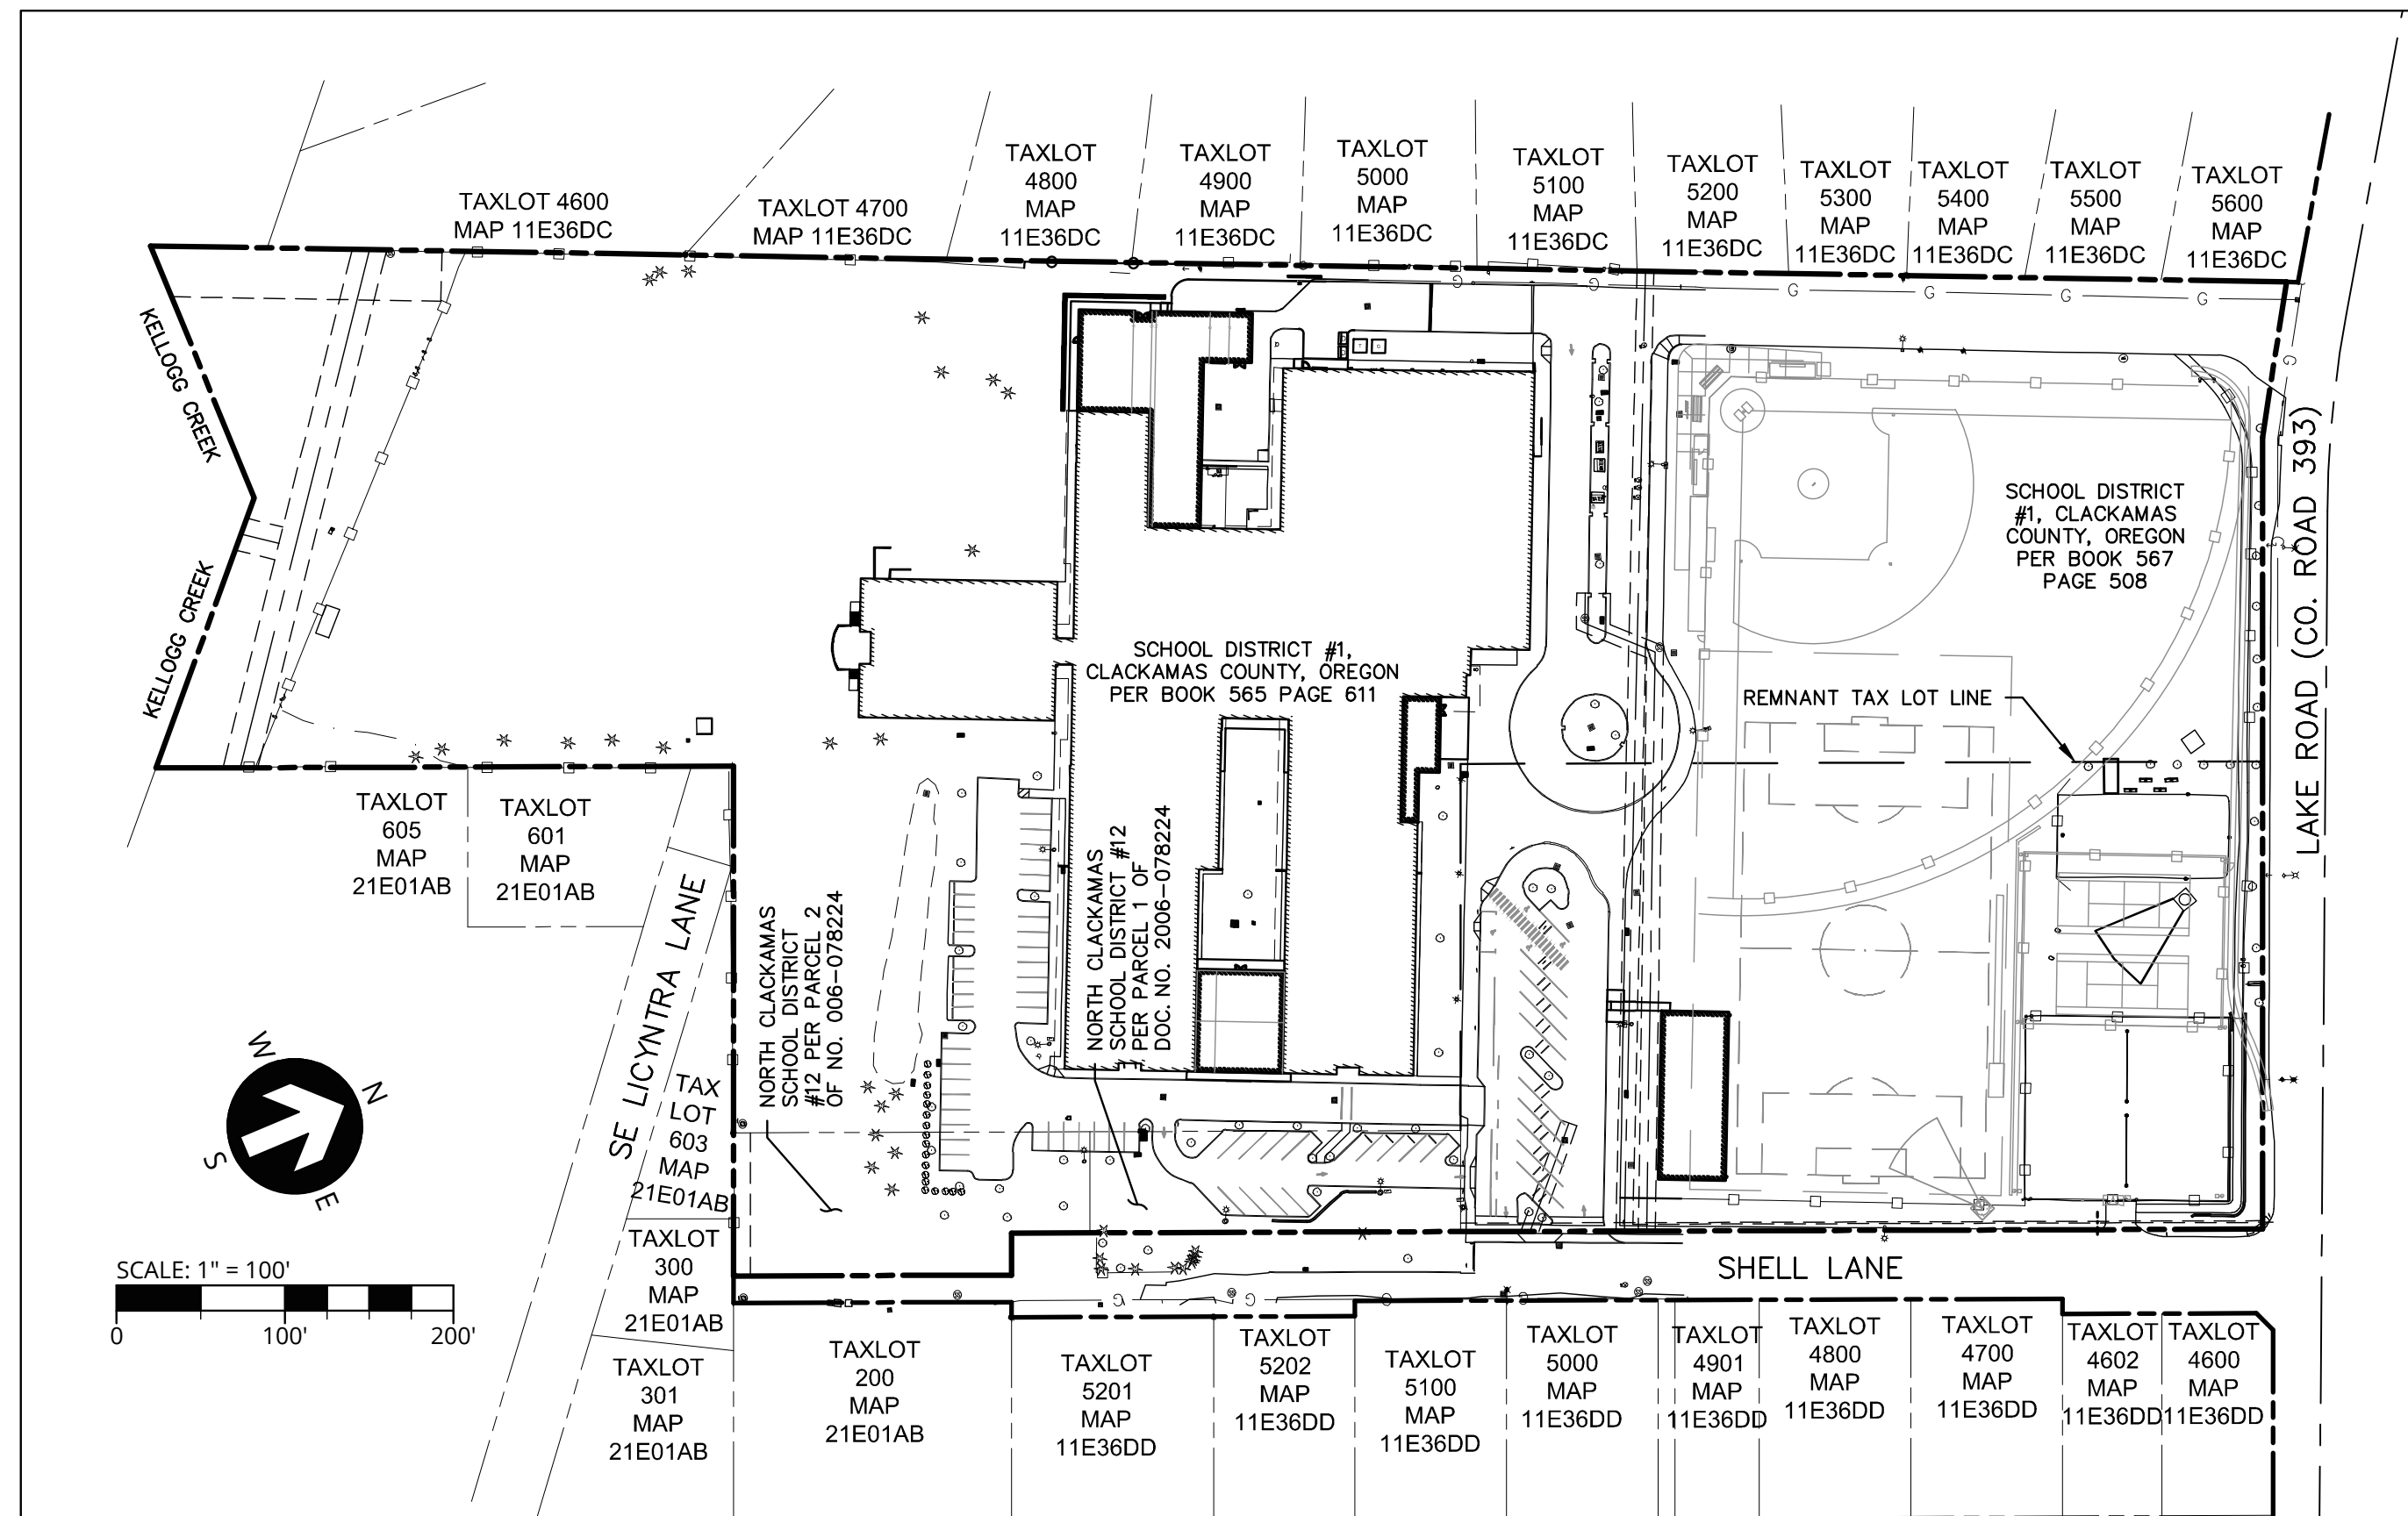 TAXLOT 4600
MAP 11E36DC
TAXLOT 4700
MAP 11E36DC
TAXLOT
4800
MAP
11E36DC
TAXLOT
4900
MAP
11E36DC
TAXLOT
5000
MAP
11E36DC
TAXLOT
5100
MAP
11E36DC
TAXLOT
5200
MAP
11E36DC
TAXLOT
5300
MAP
11E36DC
TAXLOT
5400
MAP
11E36DC
TAXLOT
5500
MAP
11E36DC
TAXLOT
5600
MAP
11E36DC
KELLOGG CREEK
KELLOGG CREEK
G
G
G
G
G
G
G
G
SCHOOL DISTRICT
#1, CLACKAMAS
COUNTY, OREGON
PER BOOK 567
PAGE 508
LAKE ROAD (CO. ROAD 393)
SCHOOL DISTRICT #1,
CLACKAMAS COUNTY, OREGON
PER BOOK 565 PAGE 611
REMNANT TAX LOT LINE
TAXLOT
605
MAP
21E01AB
TAXLOT
601
MAP
21E01AB
SE LICYNTRA LANE
NORTH CLACKAMAS
SCHOOL DISTRICT
#12 PER PARCEL 2
OF NO. 006-078224
NORTH CLACKAMAS
SCHOOL DISTRICT #12
PER PARCEL 1 OF
DOC. NO. 2006-078224
TAX
LOT
603
MAP
21E01AB
W
N
S
E
TAXLOT
300
MAP
21E01AB
TAXLOT
301
MAP
21E01AB
SCALE: 1" = 100'
0
100'
200'
SHELL LANE
G
G
G
G
TAXLOT
200
MAP
21E01AB
TAXLOT
5201
MAP
11E36DD
TAXLOT
5202
MAP
11E36DD
TAXLOT
5100
MAP
11E36DD
TAXLOT
5000
MAP
11E36DD
TAXLOT
4901
MAP
11E36DD
TAXLOT
4800
MAP
11E36DD
TAXLOT
4700
MAP
11E36DD
TAXLOT
4602
MAP
11E36DD
TAXLOT
4600
MAP
11E36DD